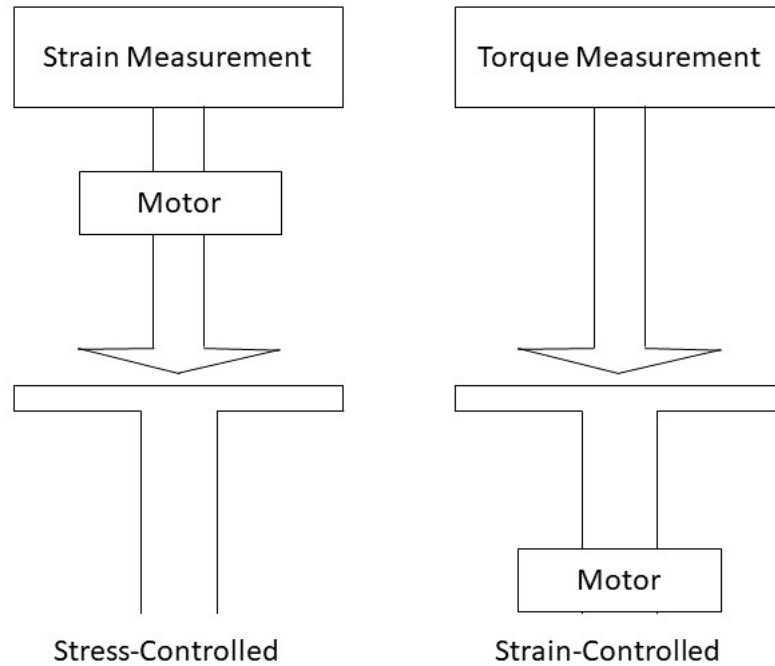 Strain Measurement
Torque Measurement
Motor
Motor
Stress-Controlled
Strain-Controlled